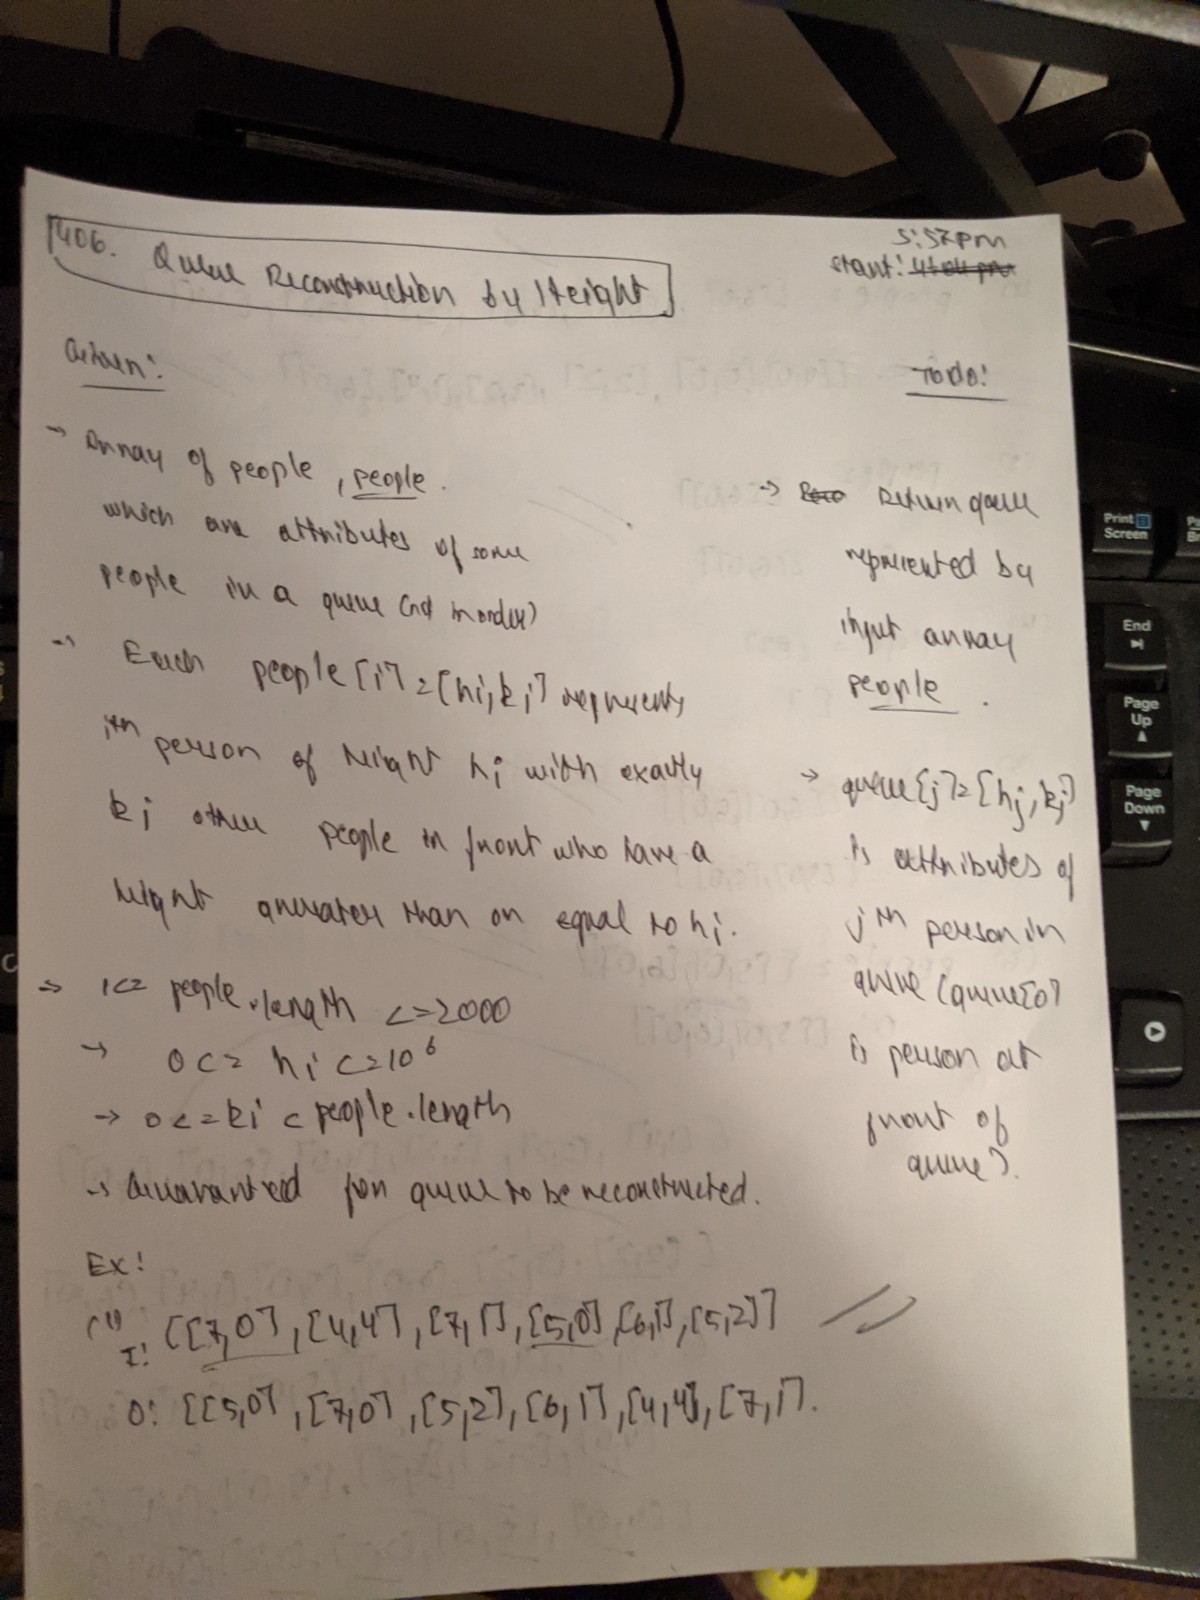 406. Queue Reconstruction by Height
5:57pm
start: 4:04 pm
Given:
→ Array of people, people.
which are attributes of some
people in a queue (not in order)
→ Each people[i] = [hi, ki] represents
ith person of height hi with exactly
ki other people in front who have a
height greater than or equal to hi.
→ 1 <= people.length <= 2000
→ 0 <= hi <= 10^6
→ 0 <= ki < people.length
→ Guaranteed for queue to be reconstructed.
Todo:
→ Return queue
represented by
input array
people.
→ queue[j] = [hj, kj]
is attributes of
jth person in
queue (queue[0]
is person at
front of
queue).
Ex:
(1)
I: [[7,0], [4,4], [7,1], [5,0], [6,1], [5,2]]
O: [[5,0], [7,0], [5,2], [6,1], [4,4], [7,1].
Print
Screen
End
Page
Up
Page
Down